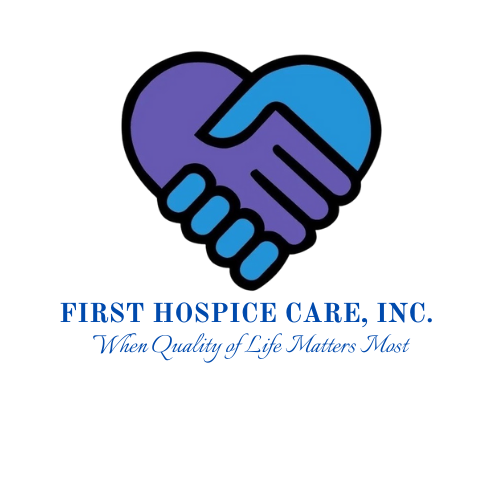 FIRST HOSPICE CARE, INC.
When Quality of Life Matters Most